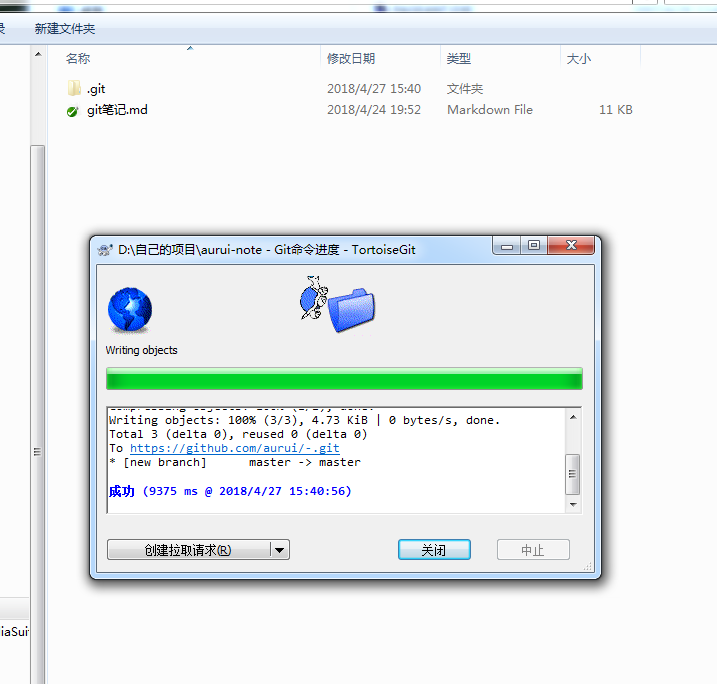 新建文件夹
名称 修改日期 类型 大小
.git 2018/4/27 15:40 文件夹
git笔记.md 2018/4/24 19:52 Markdown File 11 KB
D:\自己的项目\aurui-note - Git命令进度 - TortoiseGit
Writing objects
Writing objects: 100% (3/3), 4.73 KiB | 0 bytes/s, done.
Total 3 (delta 0), reused 0 (delta 0)
To https://github.com/aurui/-.git
* [new branch] master -> master
成功 (9375 ms @ 2018/4/27 15:40:56)
创建拉取请求(R) 关闭 中止
iaSui